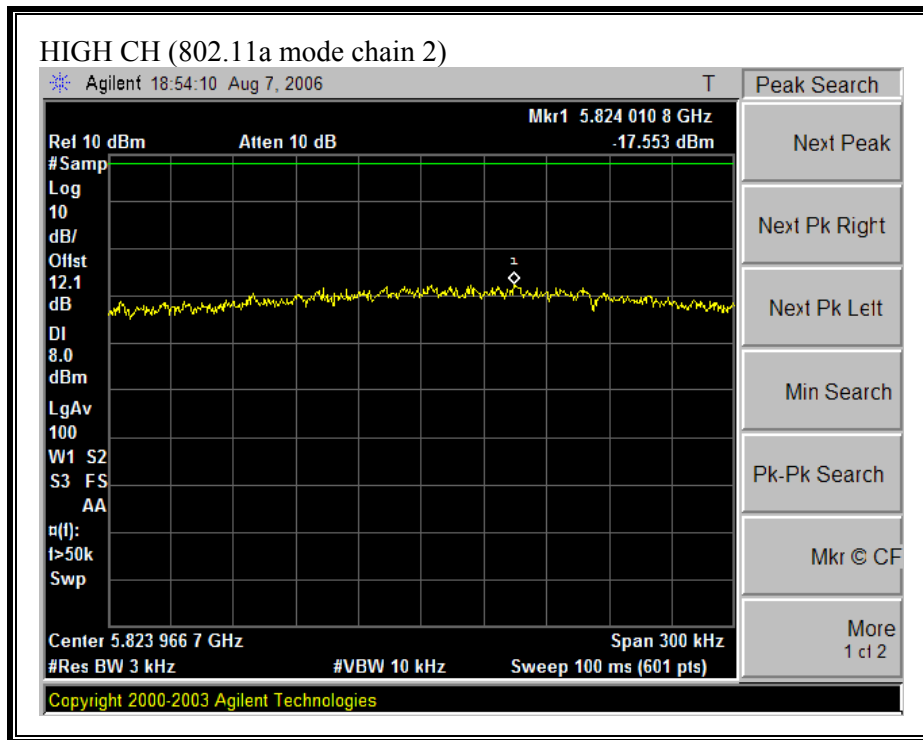 HIGH CH (802.11a mode chain 2)
Agilent 18:54:10 Aug 7, 2006 T
Peak Search
Mkr1 5.824 010 8 GHz
Ref 10 dBm Atten 10 dB -17.553 dBm
#Samp
Log
10
dB/
Offst
12.1
dB
DI
8.0
dBm
LgAv
100
W1 S2
S3 FS
AA
¤(f):
f>50k
Swp
1
Center 5.823 966 7 GHz Span 300 kHz
#Res BW 3 kHz #VBW 10 kHz Sweep 100 ms (601 pts)
Copyright 2000-2003 Agilent Technologies
Next Peak
Next Pk Right
Next Pk Left
Min Search
Pk-Pk Search
Mkr © CF
More
1 of 2